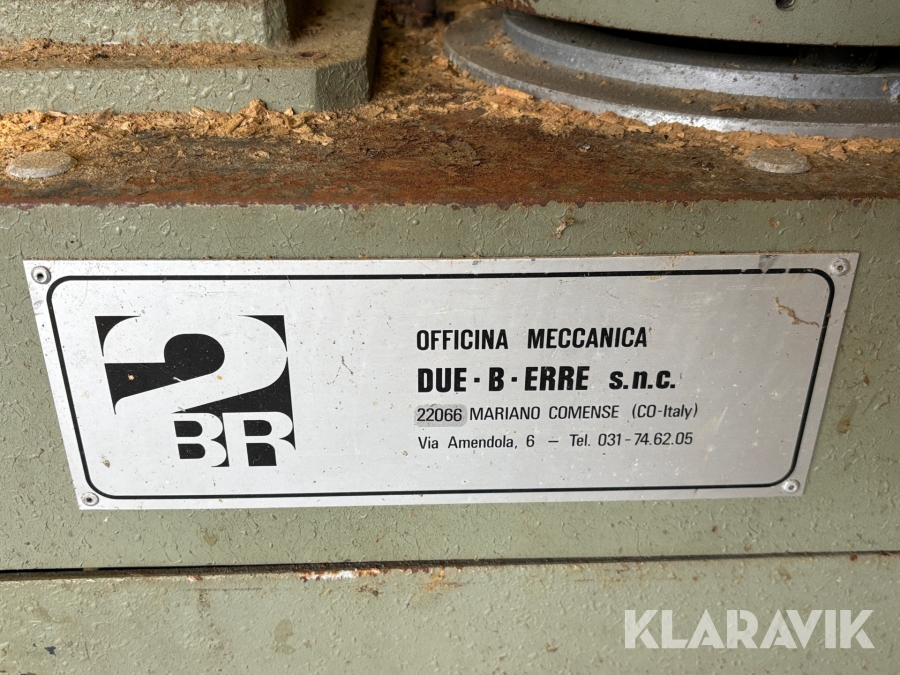 2
BR
OFFICINA MECCANICA
DUE-B-ERRE s.n.c.
22066 MARIANO COMENSE (CO-Italy)
Via Amendola, 6 — Tel. 031-74.62.05
KLARAVIK